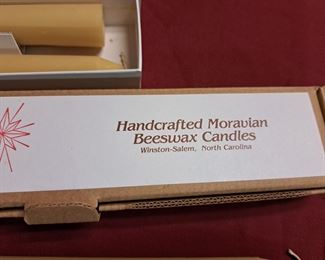 Handcrafted Moravian
Beeswax Candles
Winston-Salem, North Carolina